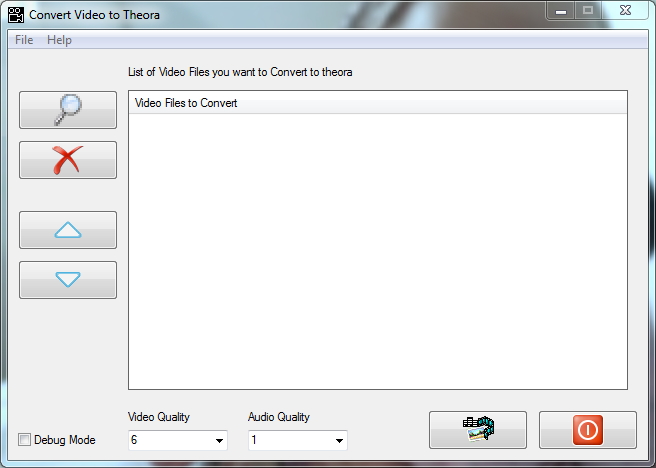 Convert Video to Theora
File Help
List of Video Files you want to Convert to theora
Video Files to Convert
Video Quality Audio Quality
Debug Mode 6 1